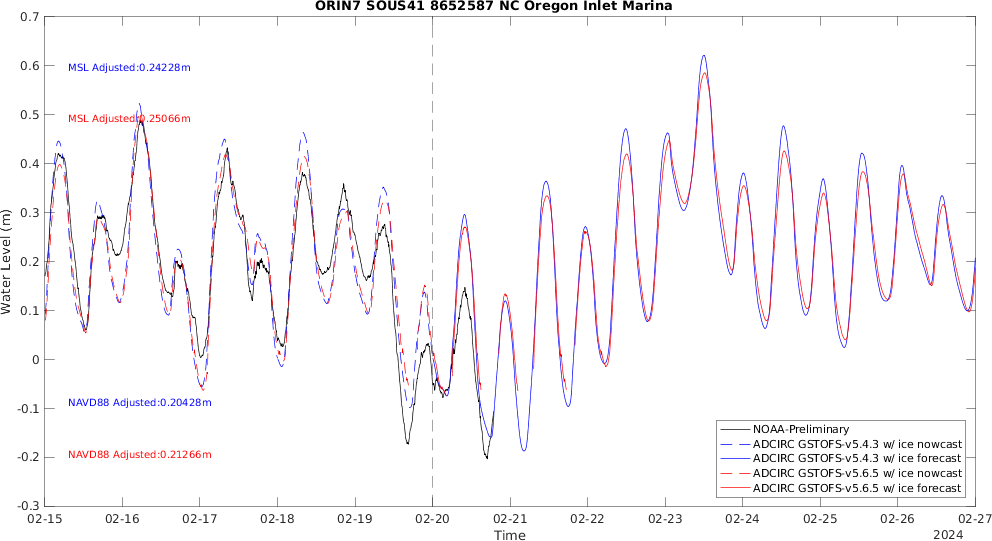 ORIN7 SOUS41 8652587 NC Oregon Inlet Marina
0.7
0.6
0.5
0.4
0.3
0.2
0.1
0
-0.1
-0.2
-0.3
Water Level (m)
MSL Adjusted:0.24228m
MSL Adjusted:0.25066m
NAVD88 Adjusted:0.20428m
NAVD88 Adjusted:0.21266m
NOAA-Preliminary
ADCIRC GSTOFS-v5.4.3 w/ ice nowcast
ADCIRC GSTOFS-v5.4.3 w/ ice forecast
ADCIRC GSTOFS-v5.6.5 w/ ice nowcast
ADCIRC GSTOFS-v5.6.5 w/ ice forecast
02-15 02-16 02-17 02-18 02-19 02-20 02-21 02-22 02-23 02-24 02-25 02-26 02-27
Time
2024